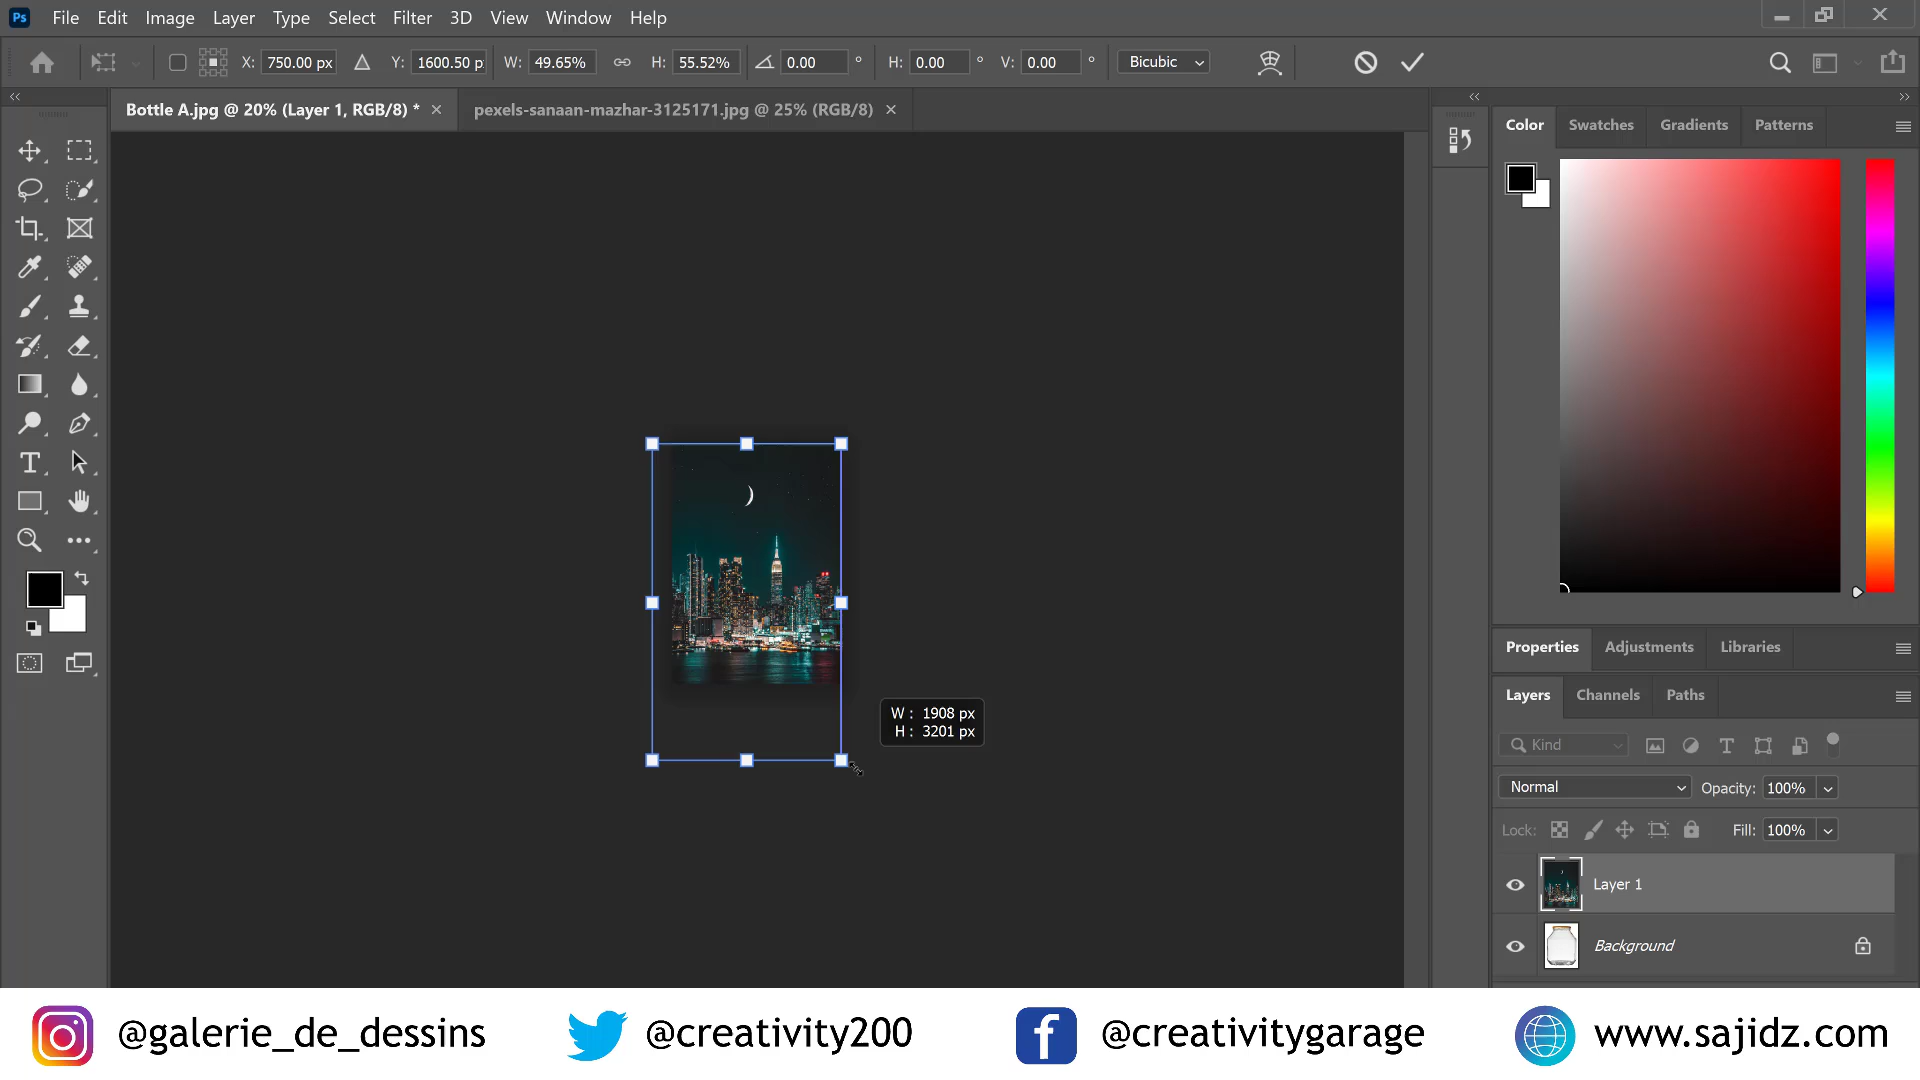 Ps File Edit Image Layer Type Select Filter 3D View Window Help
X: 750.00 px Y: 1600.50 p W: 49.65% H: 55.52% 0.00 ° H: 0.00 ° V: 0.00 ° Bicubic
Bottle A.jpg @ 20% (Layer 1, RGB/8) * × pexels-sanaan-mazhar-3125171.jpg @ 25% (RGB/8) ×
Color Swatches Gradients Patterns
W : 1908 px
H : 3201 px
Properties Adjustments Libraries
Layers Channels Paths
Kind
Normal Opacity: 100%
Lock: Fill: 100%
Layer 1
Background
@galerie_de_dessins @creativity200 @creativitygarage www.sajidz.com